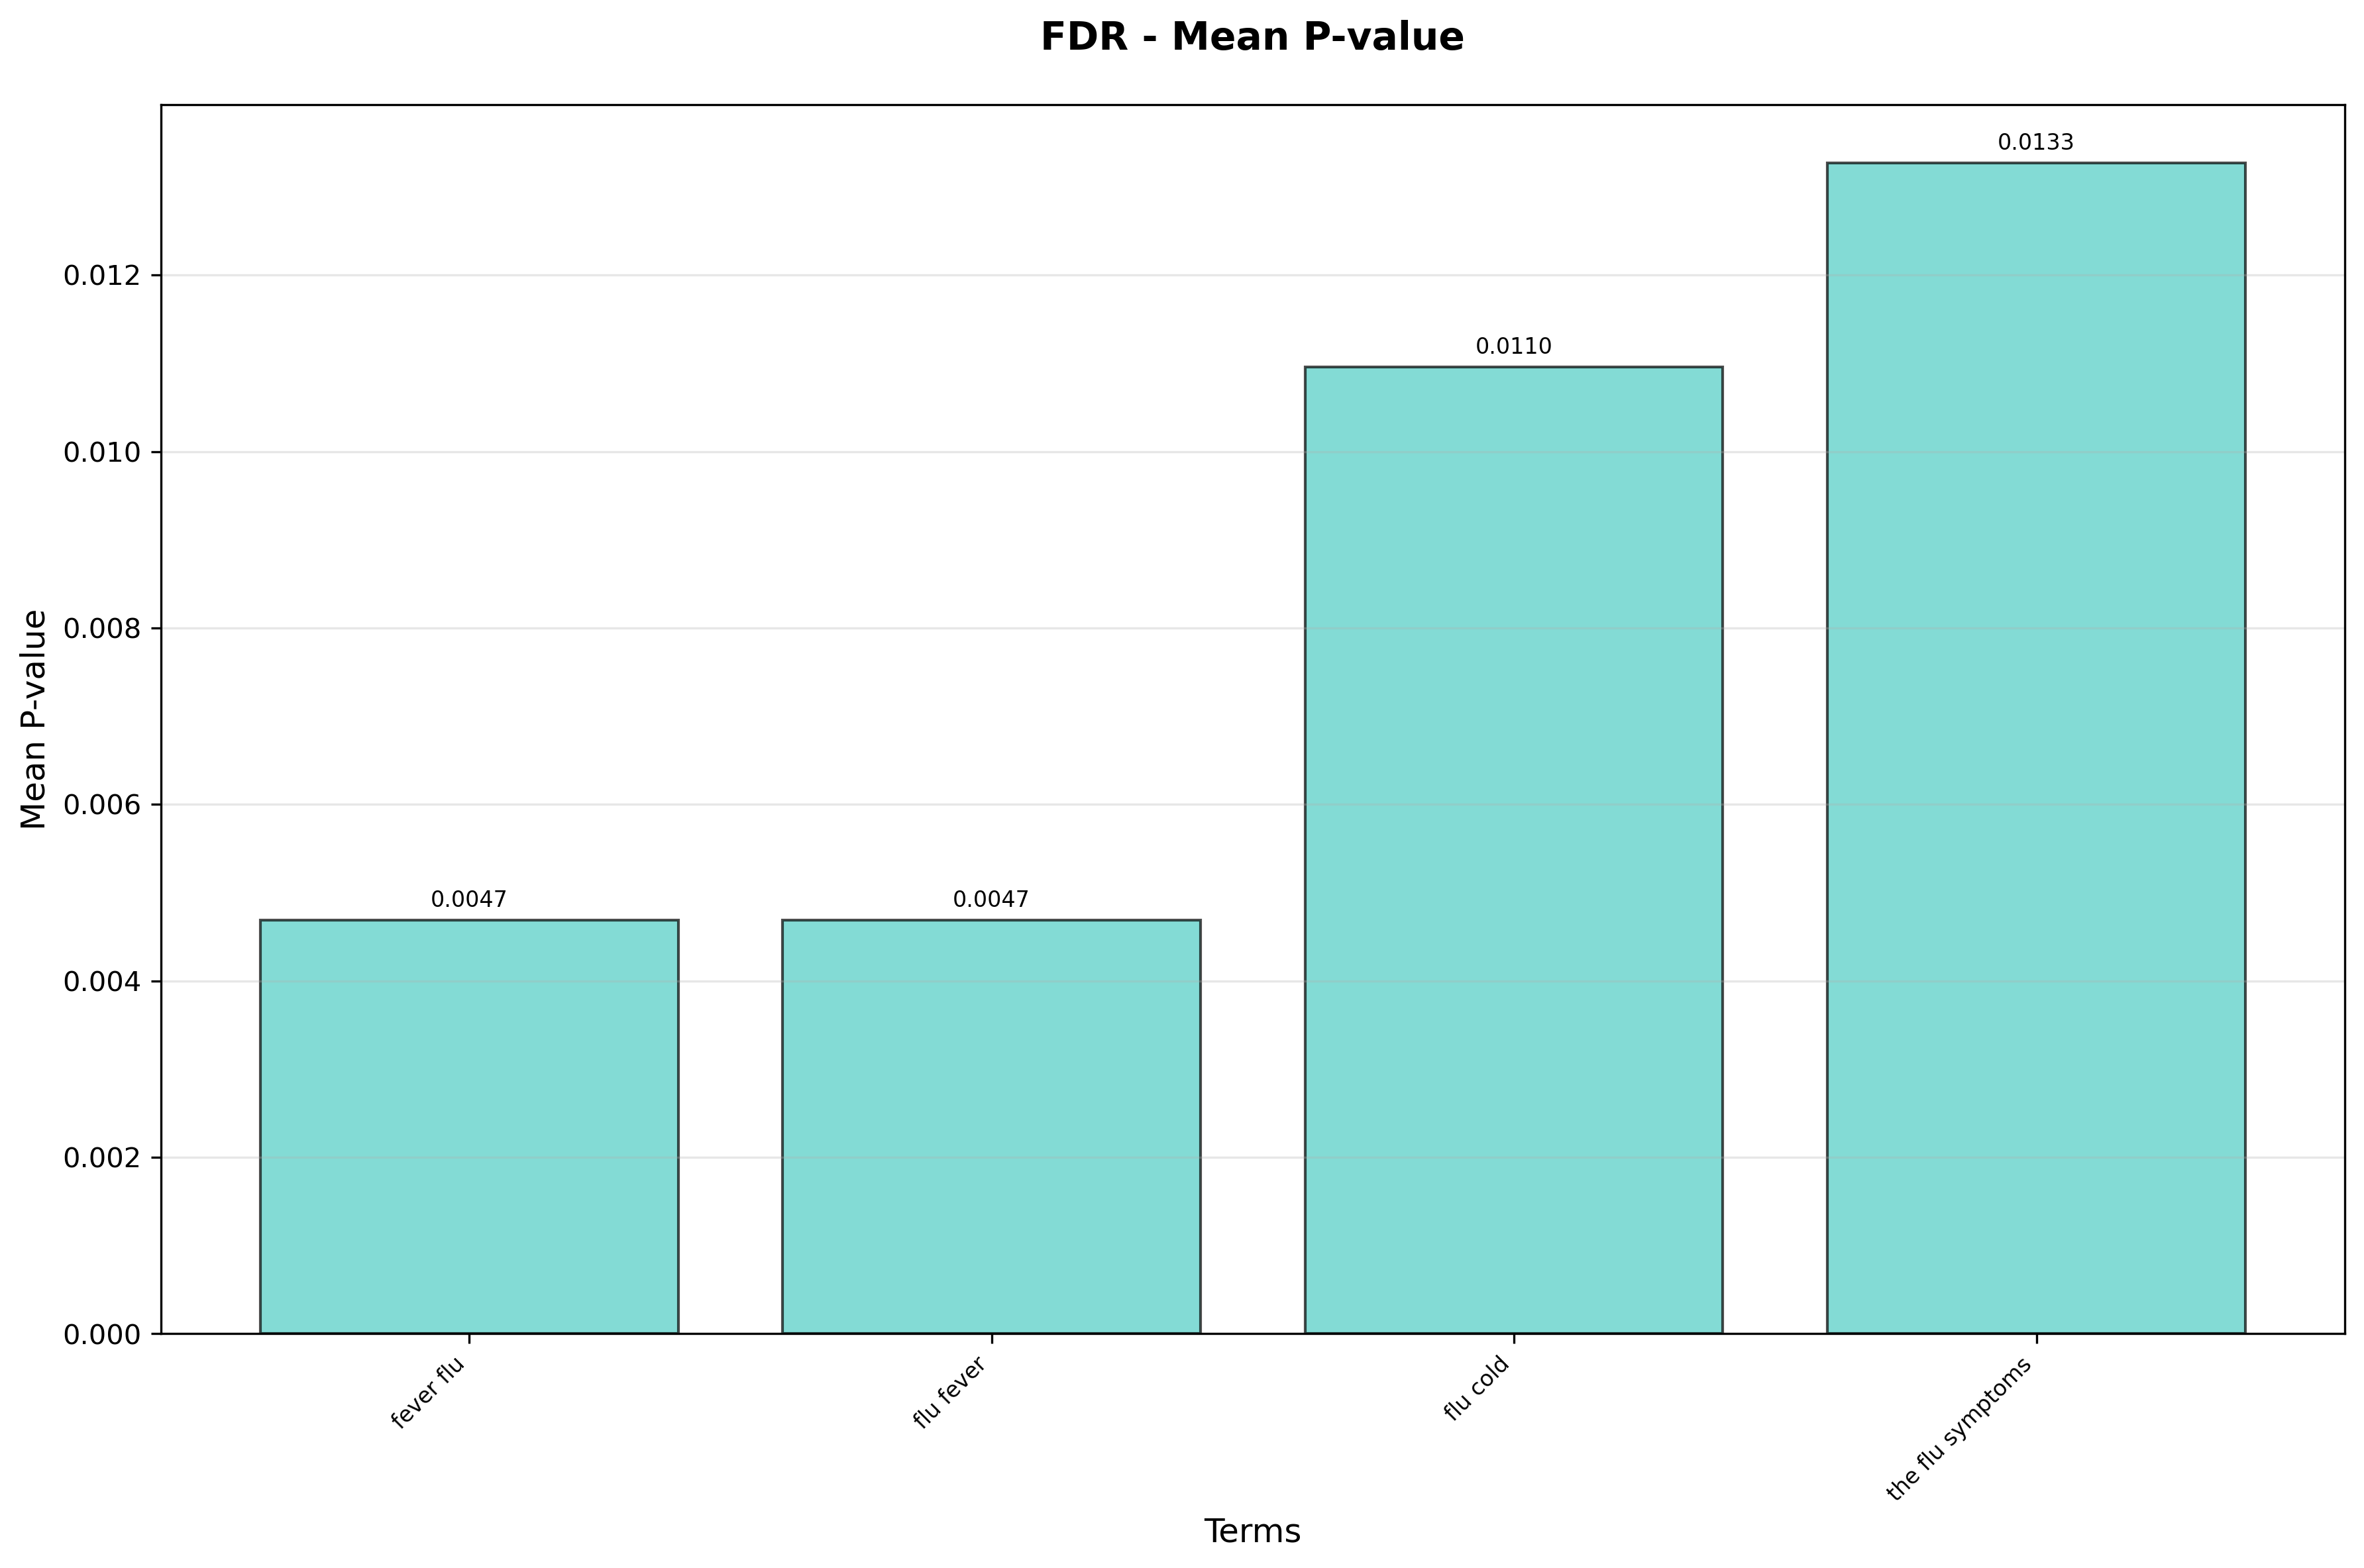 FDR - Mean P-value
Mean P-value
0.012
0.010
0.008
0.006
0.004
0.002
0.000
0.0047
0.0047
0.0110
0.0133
fever flu
flu fever
flu cold
the flu symptoms
Terms